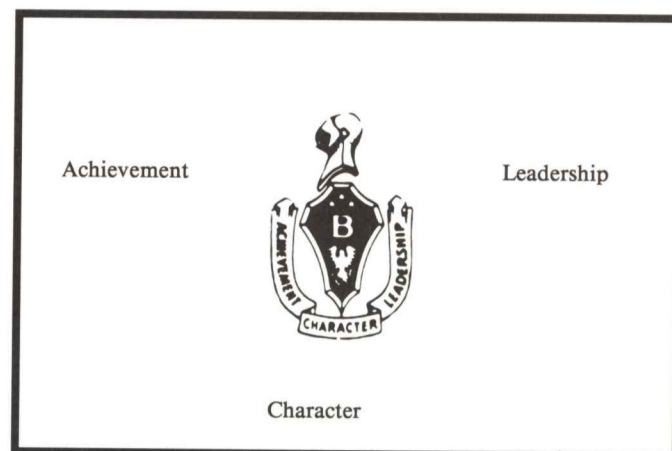 Achievement
Leadership
B
ACHIEVEMENT
LEADERSHIP
CHARACTER
Character